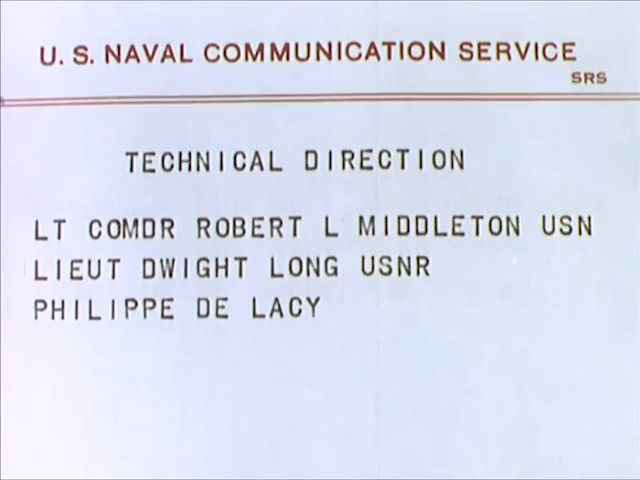 U. S. NAVAL COMMUNICATION SERVICE
SRS
TECHNICAL DIRECTION
LT COMDR ROBERT L MIDDLETON USN
LIEUT DWIGHT LONG USNR
PHILIPPE DE LACY